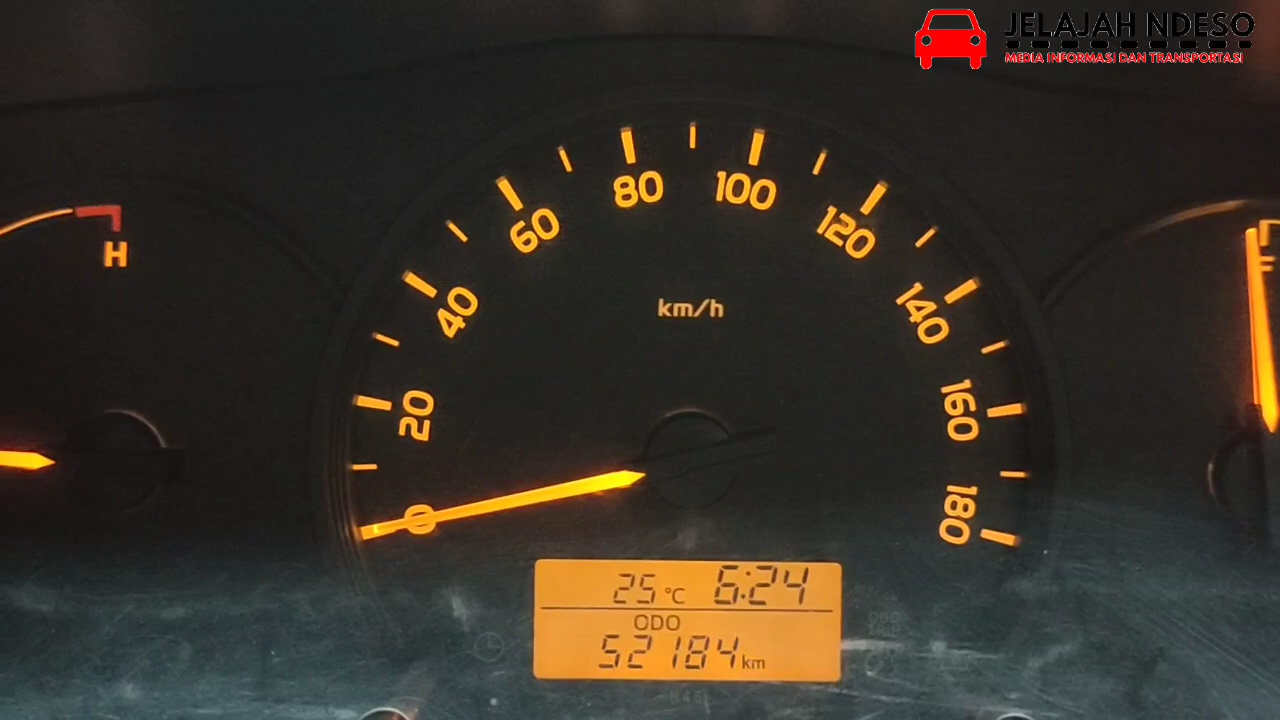 JELAJAH NDESO
MEDIA INFORMASI DAN TRANSPORTASI
H
0
20
40
60
80
100
120
140
160
180
km/h
25 °C 6:24
ODO
52184 km